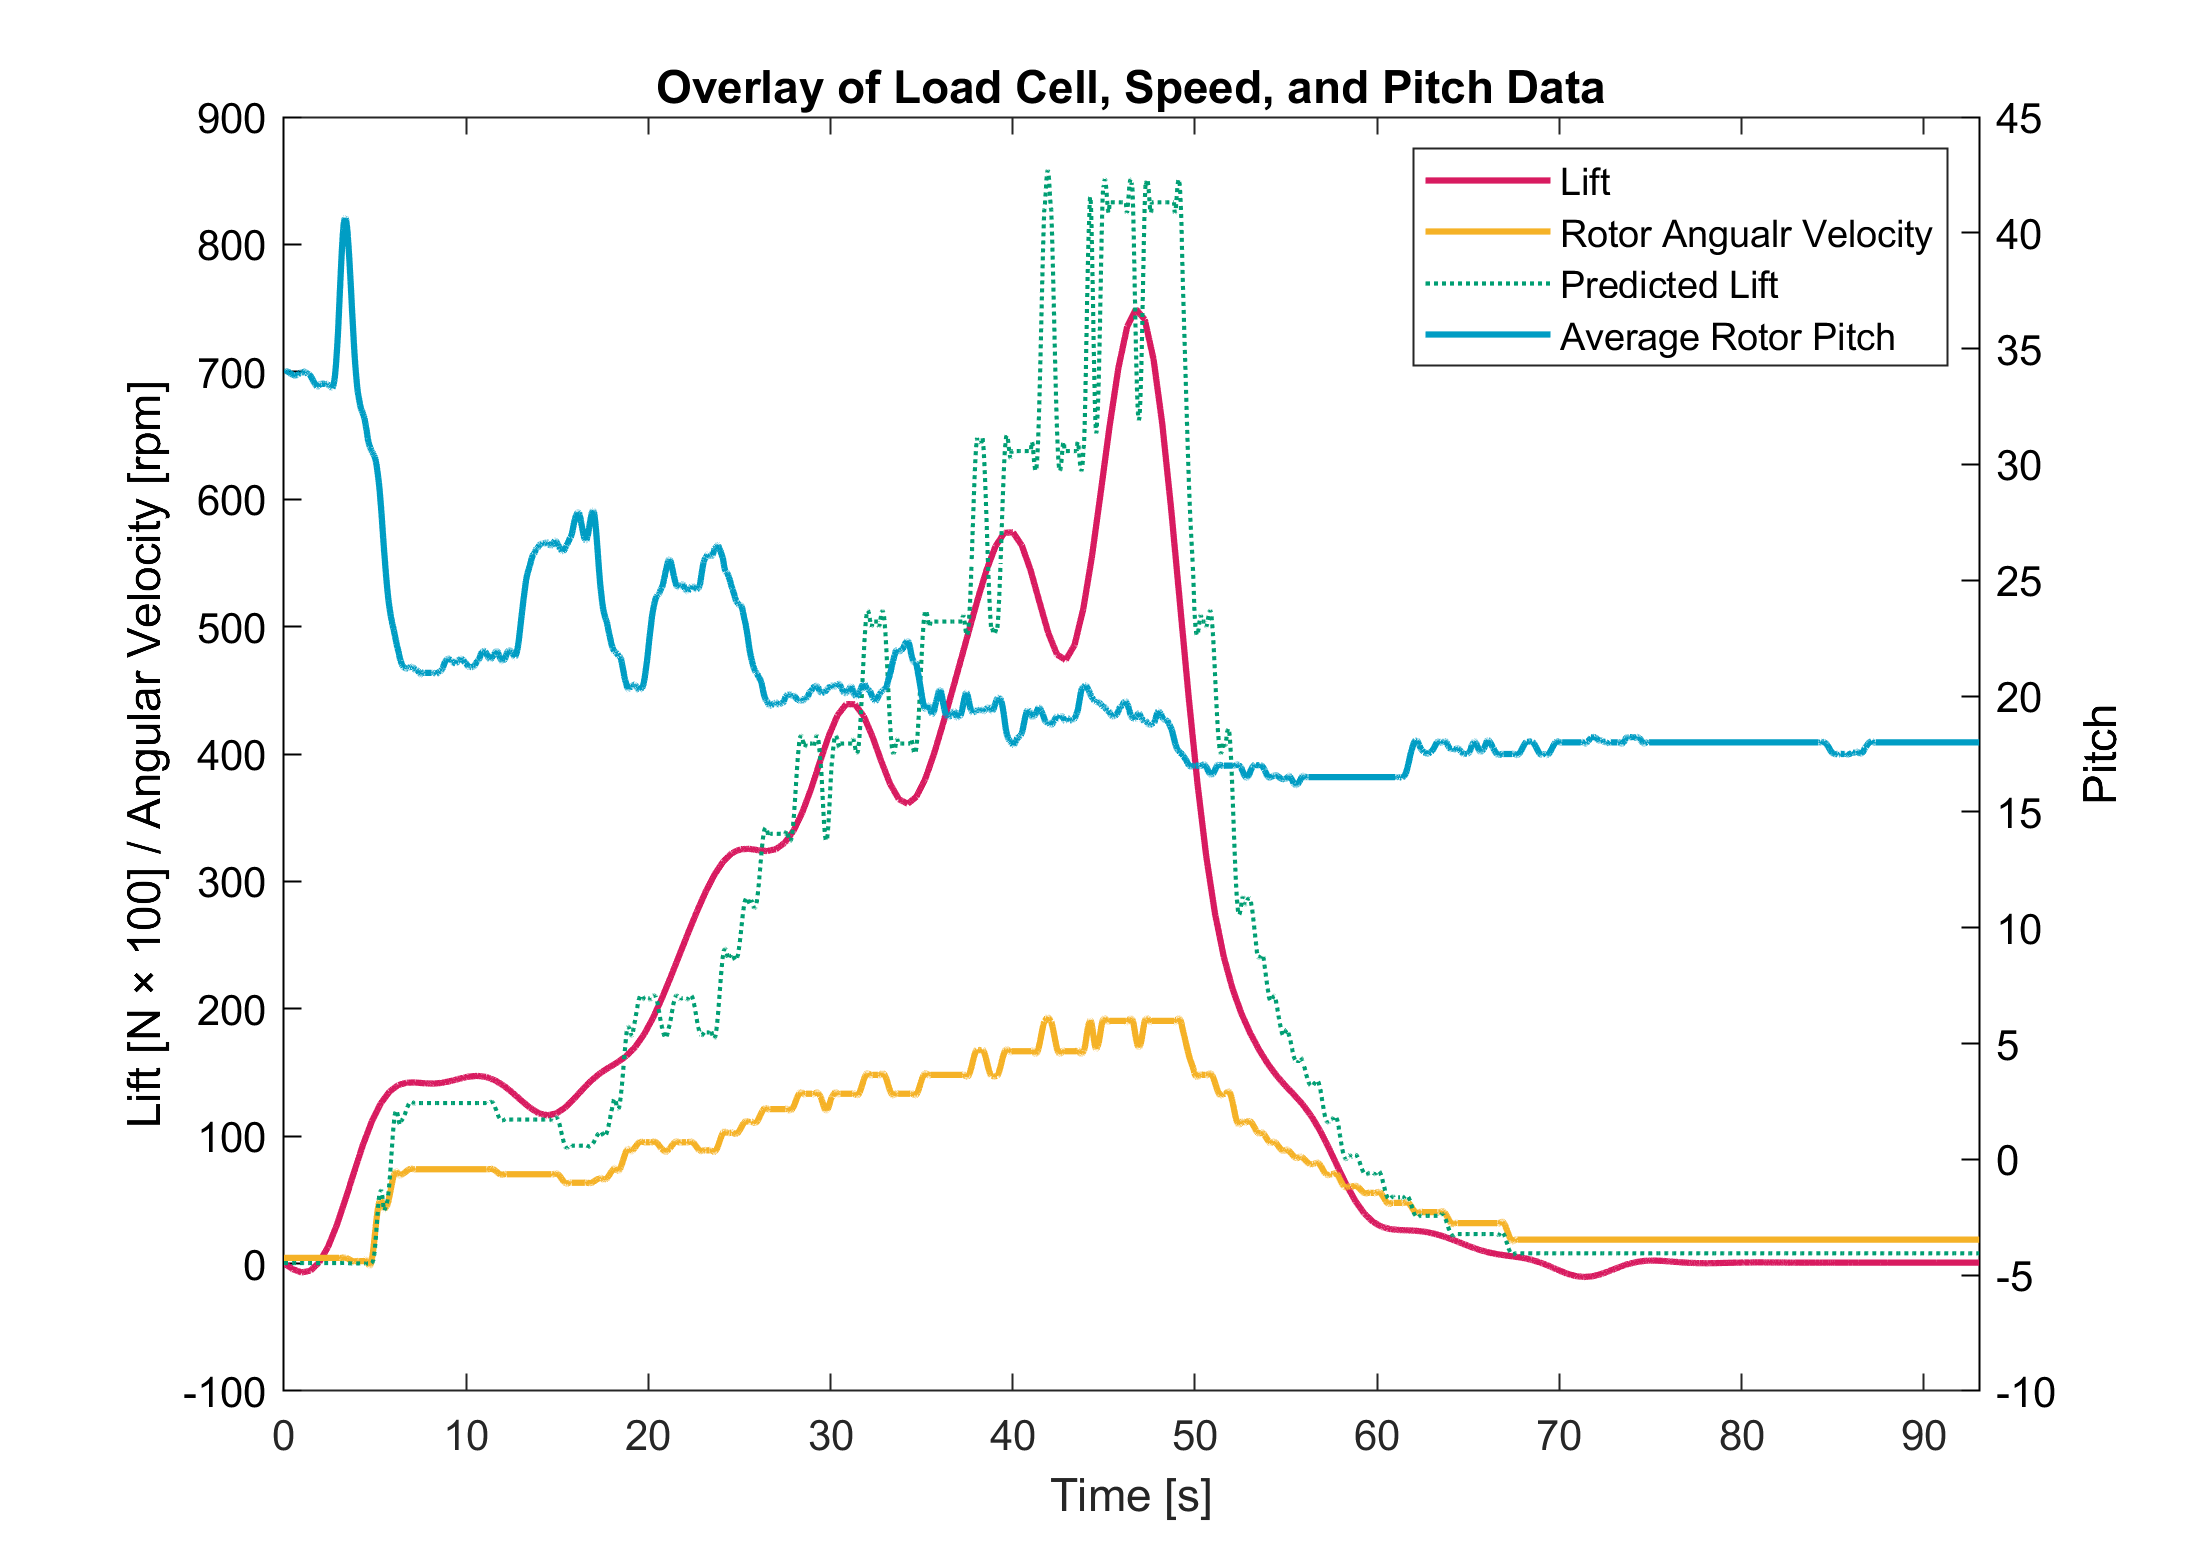 Overlay of Load Cell, Speed, and Pitch Data
900
800
700
600
500
400
300
200
100
0
-100
Lift [N × 100] / Angular Velocity [rpm]
45
40
35
30
25
20
15
10
5
0
-5
-10
Pitch
Lift
Rotor Angualr Velocity
Predicted Lift
Average Rotor Pitch
0 10 20 30 40 50 60 70 80 90
Time [s]